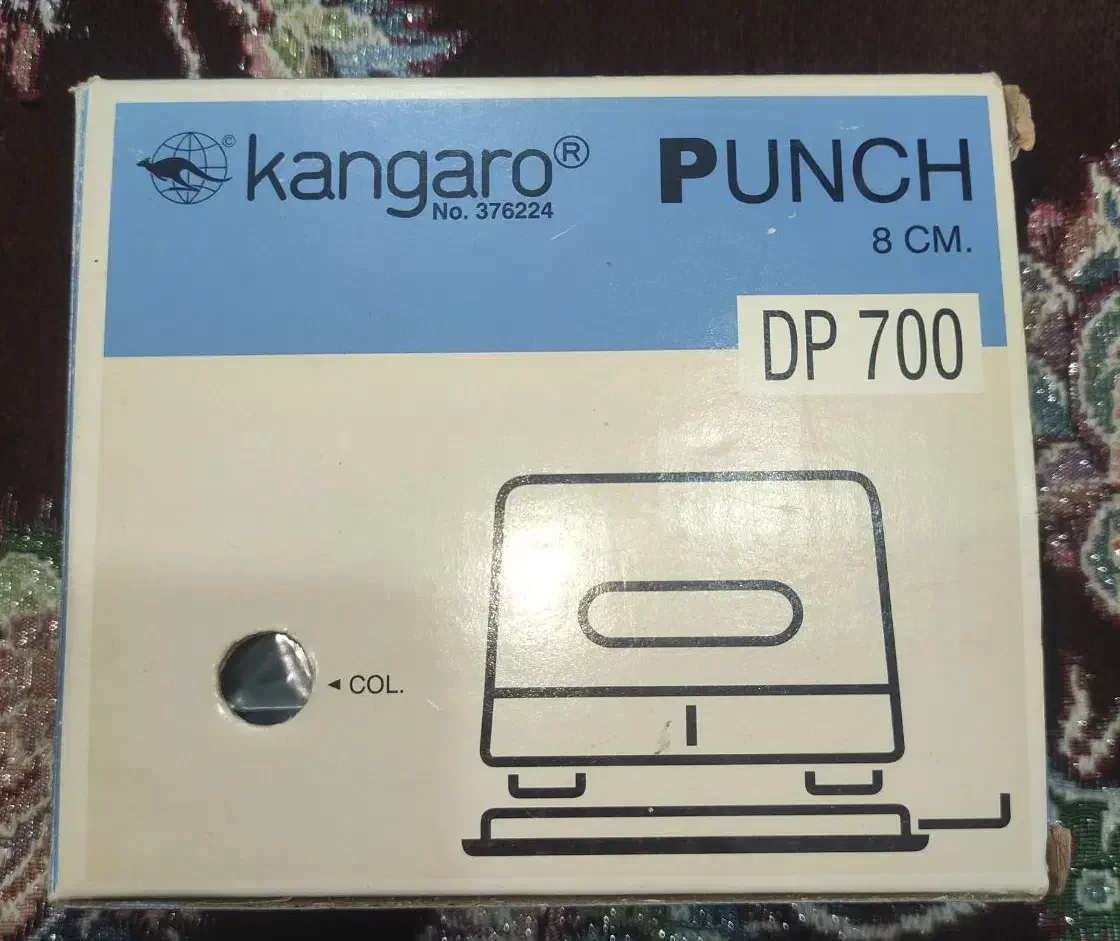 © kangaro® PUNCH
No. 376224
8 CM.
DP 700
◄ COL.